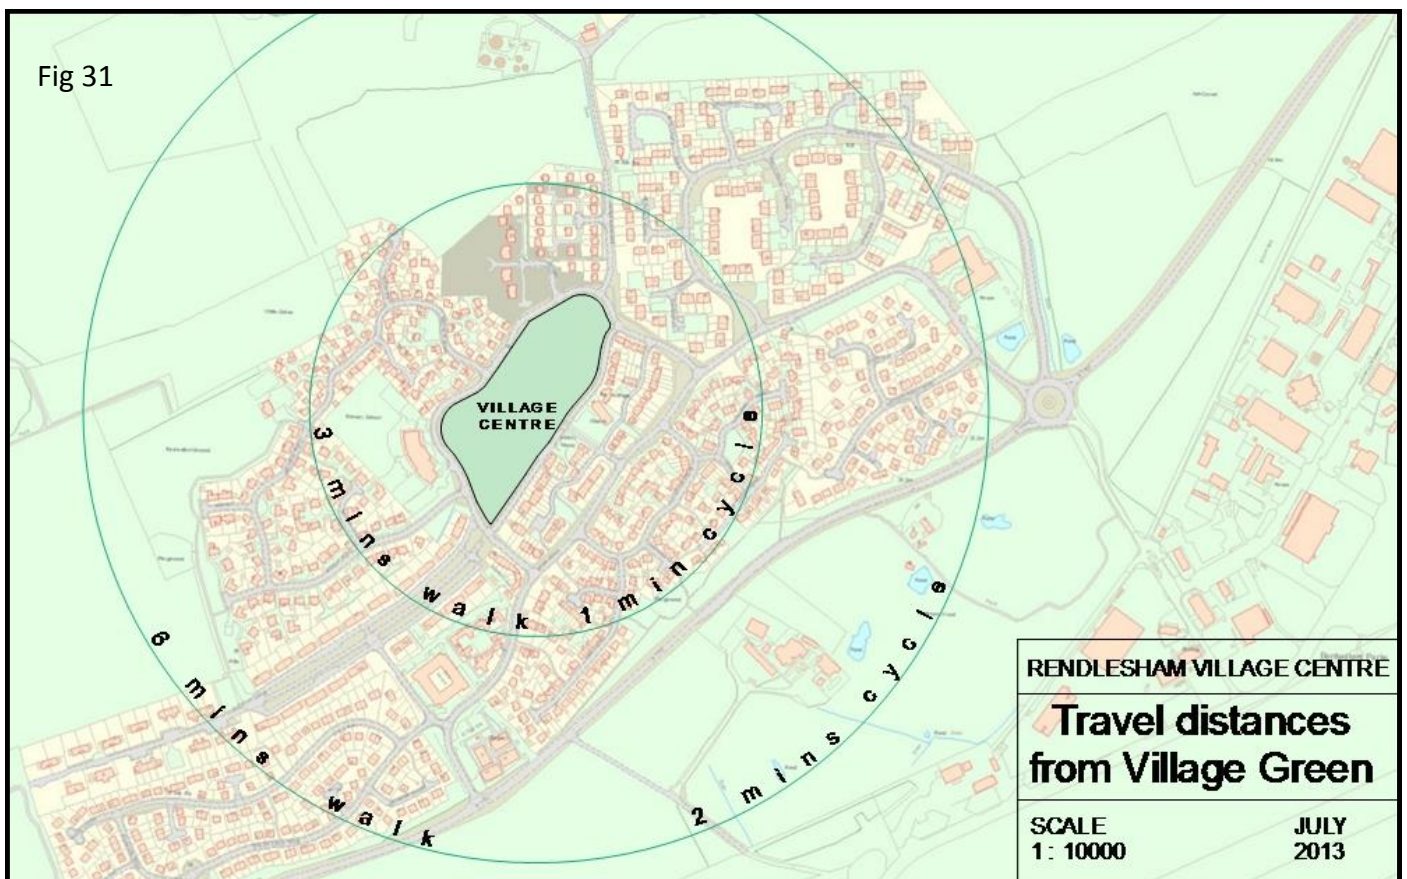 Fig 31
VILLAGE
CENTRE
3 mins walk 1 min cycle
6 mins walk
2 mins cycle
RENDLESHAM VILLAGE CENTRE
Travel distances
from Village Green
SCALE
1 : 10000
JULY
2013